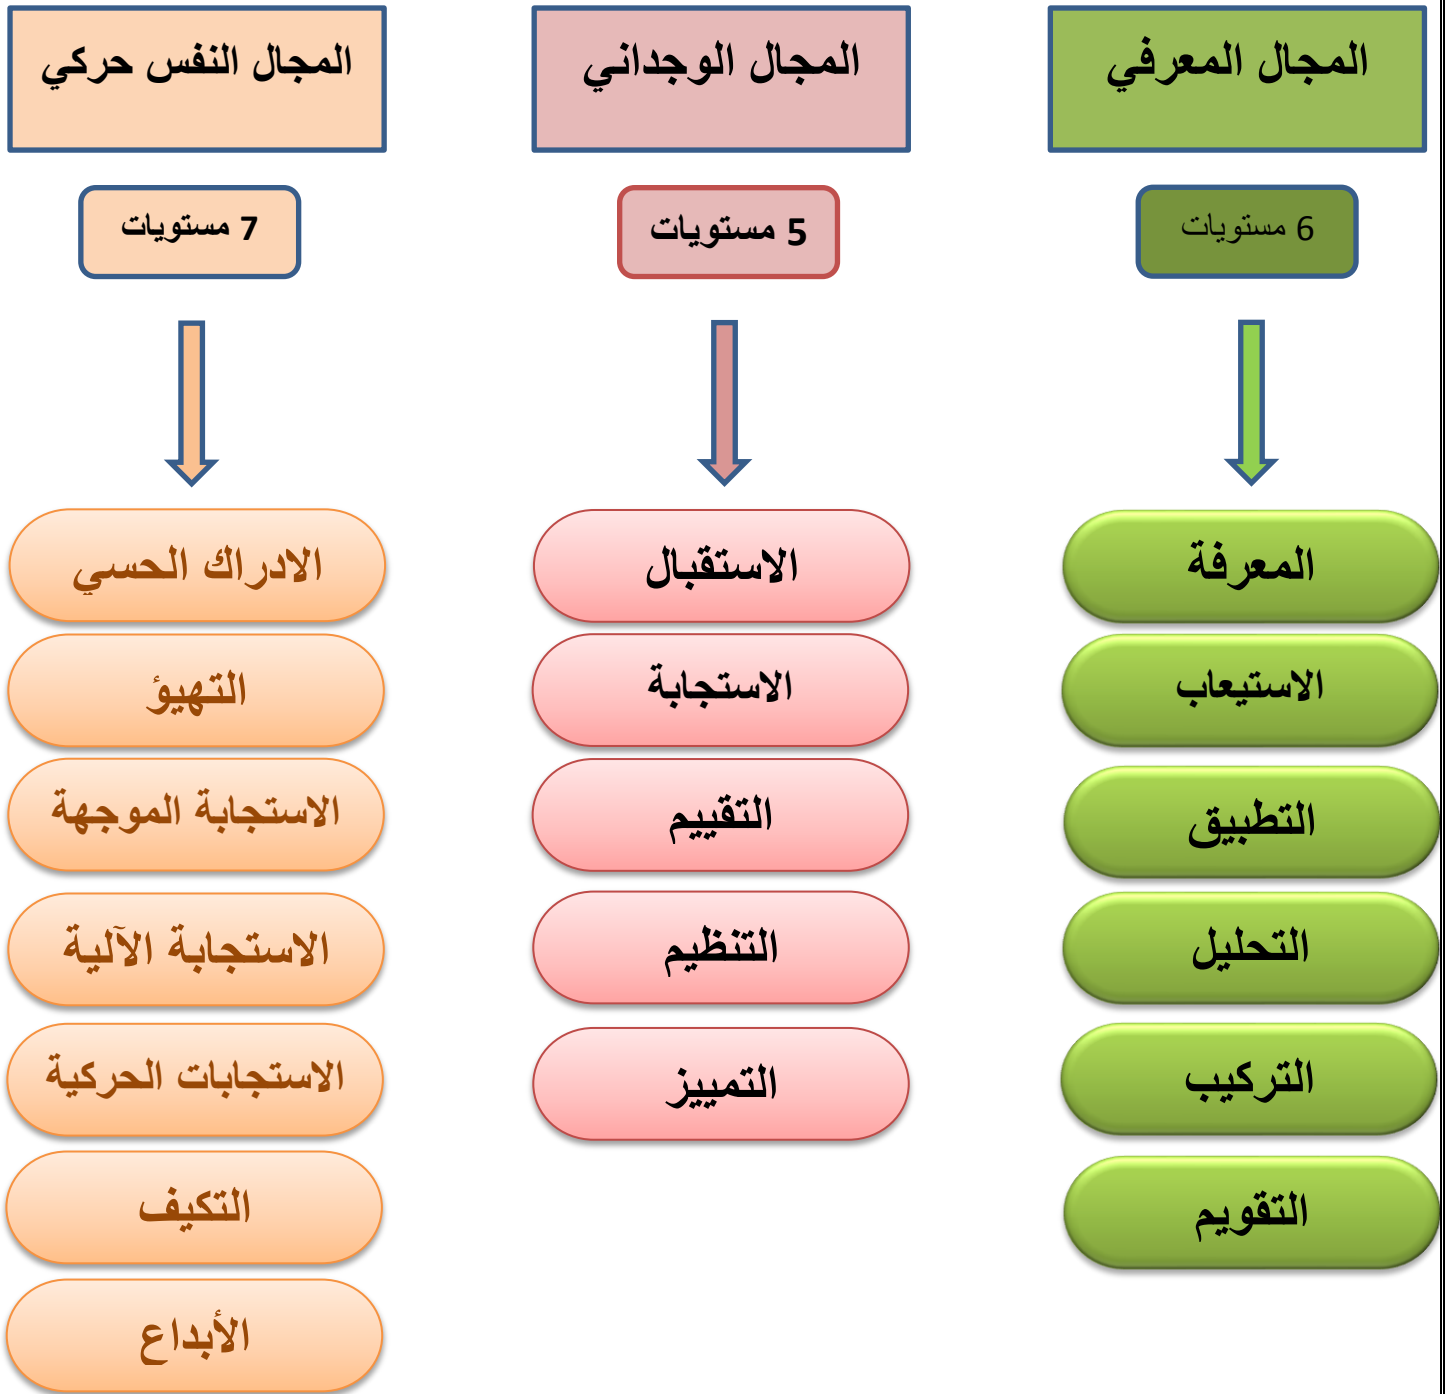 المجال المعرفي
المجال الوجداني
المجال النفس حركي
6 مستويات
5 مستويات
7 مستويات
المعرفة
الاستقبال
الادراك الحسي
الاستيعاب
الاستجابة
التهيؤ
التطبيق
التقييم
الاستجابة الموجهة
التحليل
التنظيم
الاستجابة الآلية
التركيب
التمييز
الاستجابات الحركية
التقويم
التكيف
الأبداع